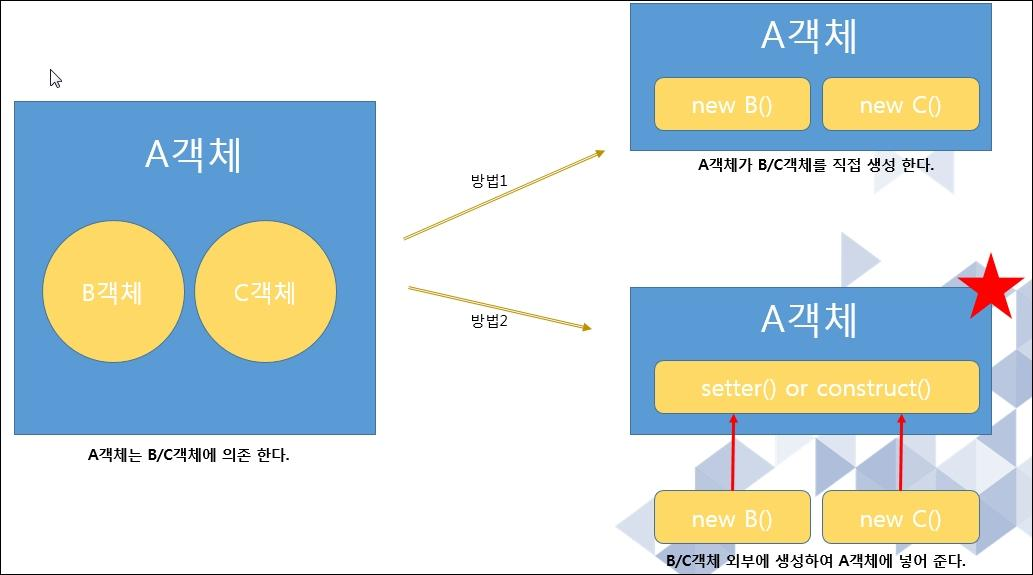 A객체
B객체
C객체
A객체는 B/C객체에 의존 한다.
방법1
방법2
A객체
new B()
new C()
A객체가 B/C객체를 직접 생성 한다.
A객체
setter() or construct()
new B()
new C()
B/C객체 외부에 생성하여 A객체에 넣어 준다.